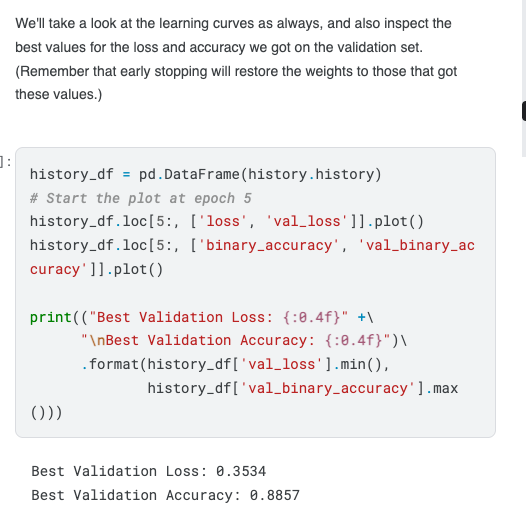 We'll take a look at the learning curves as always, and also inspect the
best values for the loss and accuracy we got on the validation set.
(Remember that early stopping will restore the weights to those that got
these values.)
]:
history_df = pd.DataFrame(history.history)
# Start the plot at epoch 5
history_df.loc[5:, ['loss', 'val_loss']].plot()
history_df.loc[5:, ['binary_accuracy', 'val_binary_ac
curacy']].plot()
print(("Best Validation Loss: {:0.4f}" +\
"\nBest Validation Accuracy: {:0.4f}")\
.format(history_df['val_loss'].min(),
history_df['val_binary_accuracy'].max
()))
Best Validation Loss: 0.3534
Best Validation Accuracy: 0.8857